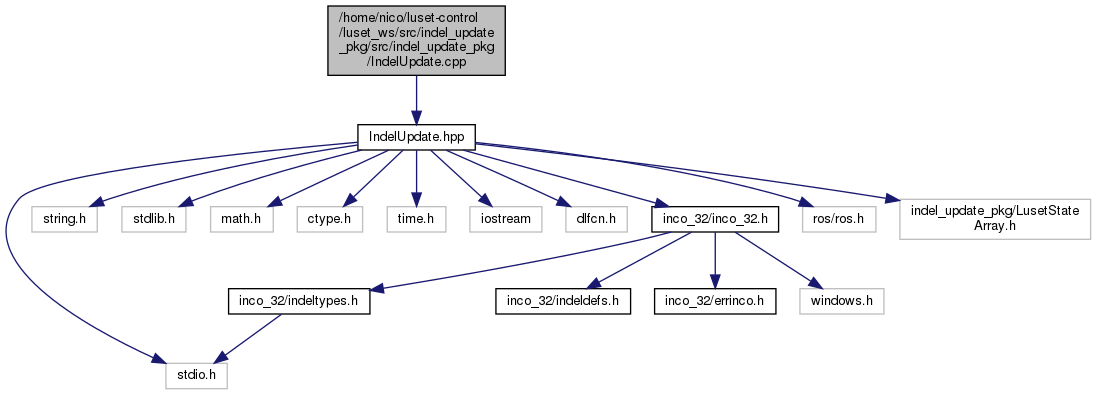 /home/nico/luset-control
/luset_ws/src/indel_update
_pkg/src/indel_update_pkg
/IndelUpdate.cpp
IndelUpdate.hpp
string.h
stdlib.h
math.h
ctype.h
time.h
iostream
dlfcn.h
inco_32/inco_32.h
ros/ros.h
indel_update_pkg/LusetState
Array.h
inco_32/indeltypes.h
inco_32/indeldefs.h
inco_32/errinco.h
windows.h
stdio.h